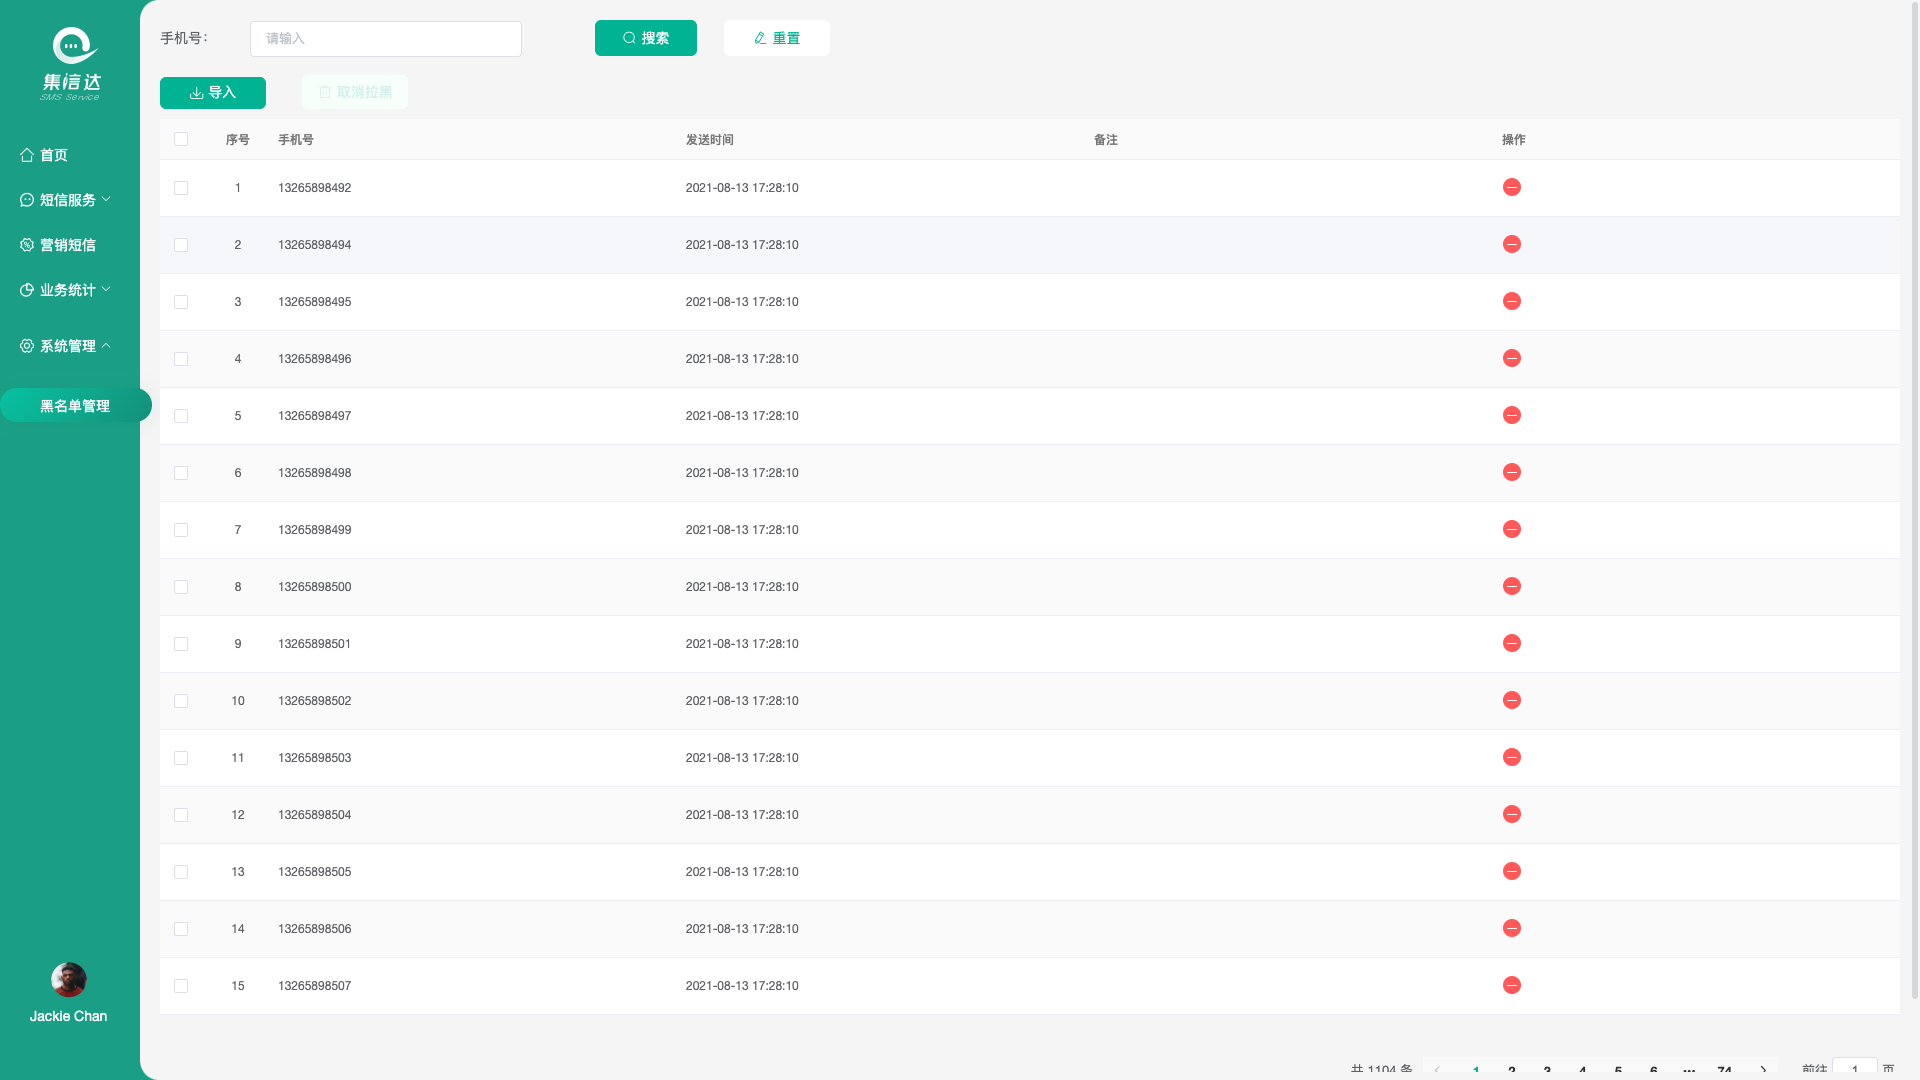 集信达
SMS Service
首页
短信服务
营销短信
业务统计
系统管理
黑名单管理
Jackie Chan
手机号：
请输入
搜索
重置
导入
取消拉黑
序号 手机号 发送时间 备注 操作
1 13265898492 2021-08-13 17:28:10
2 13265898494 2021-08-13 17:28:10
3 13265898495 2021-08-13 17:28:10
4 13265898496 2021-08-13 17:28:10
5 13265898497 2021-08-13 17:28:10
6 13265898498 2021-08-13 17:28:10
7 13265898499 2021-08-13 17:28:10
8 13265898500 2021-08-13 17:28:10
9 13265898501 2021-08-13 17:28:10
10 13265898502 2021-08-13 17:28:10
11 13265898503 2021-08-13 17:28:10
12 13265898504 2021-08-13 17:28:10
13 13265898505 2021-08-13 17:28:10
14 13265898506 2021-08-13 17:28:10
15 13265898507 2021-08-13 17:28:10
共 1104 条 1 2 3 4 5 6 ··· 74 前往 1 页